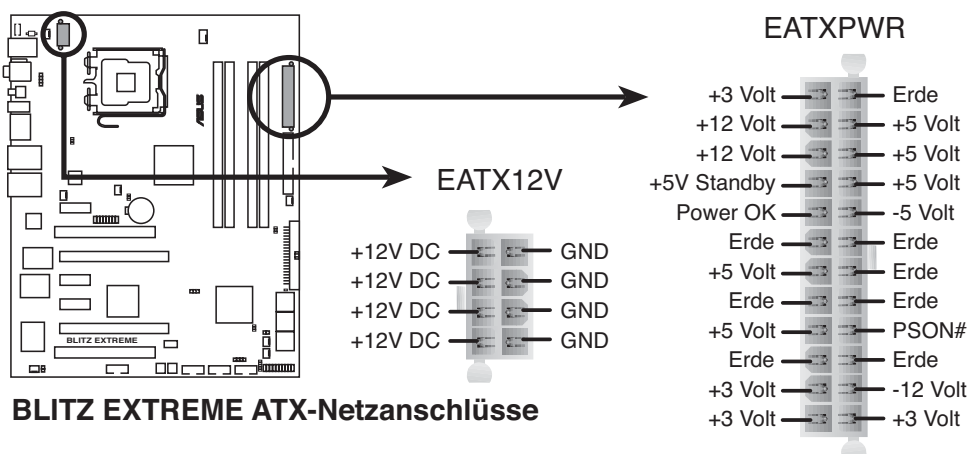 EATXPWR
+3 Volt Erde
+12 Volt +5 Volt
+12 Volt +5 Volt
+5V Standby +5 Volt
Power OK -5 Volt
Erde Erde
+5 Volt Erde
Erde Erde
+5 Volt PSON#
Erde Erde
+3 Volt -12 Volt
+3 Volt +3 Volt
EATX12V
+12V DC GND
+12V DC GND
+12V DC GND
+12V DC GND
ASUS
BLITZ EXTREME
BLITZ EXTREME ATX-Netzanschlüsse